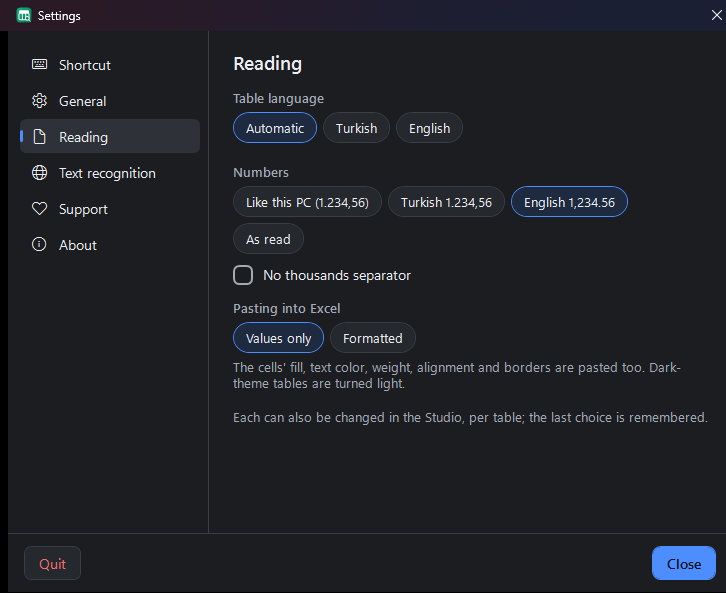 Settings
Shortcut
General
Reading
Text recognition
Support
About
Reading
Table language
Automatic Turkish English
Numbers
Like this PC (1.234,56) Turkish 1.234,56 English 1,234.56
As read
No thousands separator
Pasting into Excel
Values only Formatted
The cells' fill, text color, weight, alignment and borders are pasted too. Dark-
theme tables are turned light.
Each can also be changed in the Studio, per table; the last choice is remembered.
Quit Close